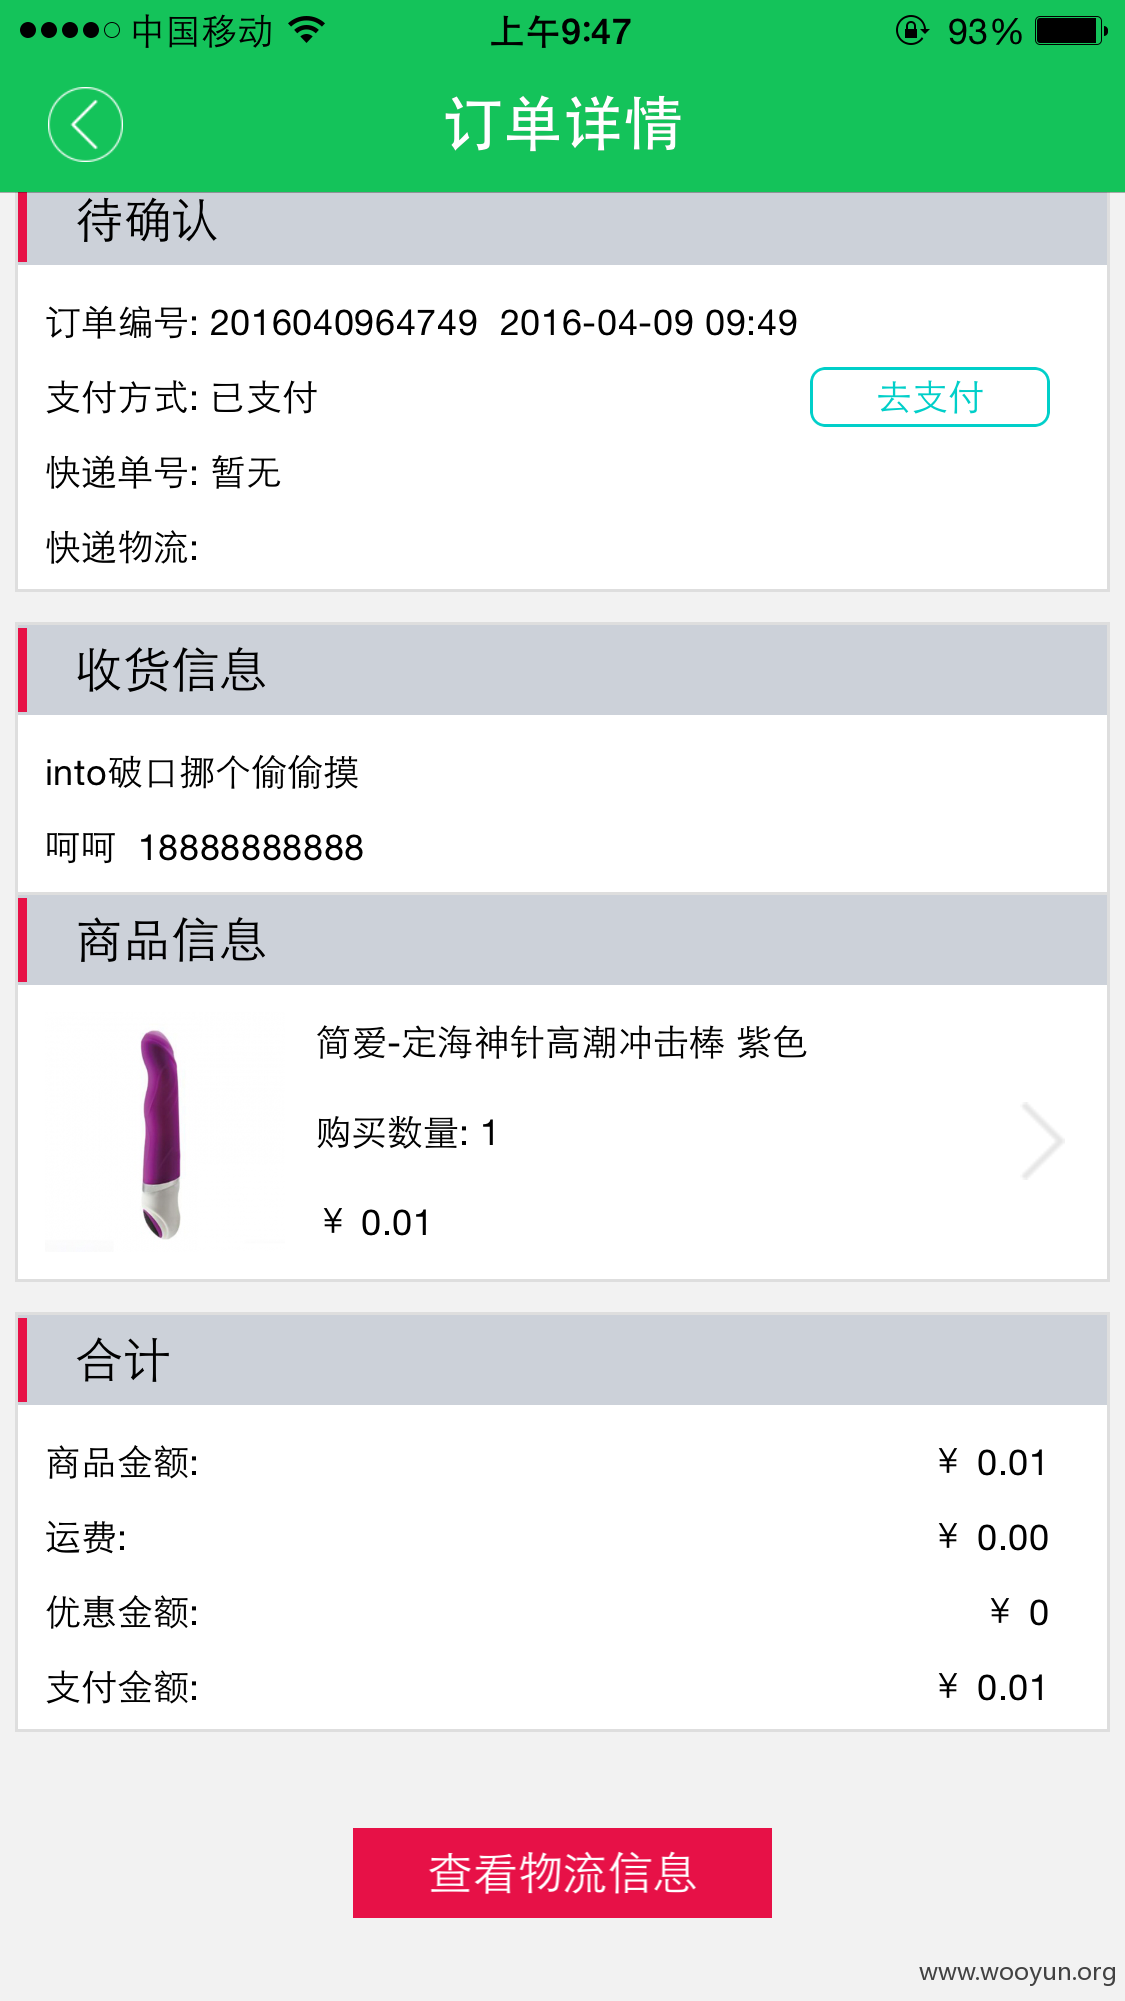 中国移动 上午9:47 93%
订单详情
待确认
订单编号: 2016040964749 2016-04-09 09:49
支付方式: 已支付 去支付
快递单号: 暂无
快递物流:
收货信息
into破口挪个偷偷摸
呵呵 18888888888
商品信息
简爱-定海神针高潮冲击棒 紫色
购买数量: 1
¥ 0.01
合计
商品金额: ¥ 0.01
运费: ¥ 0.00
优惠金额: ¥ 0
支付金额: ¥ 0.01
查看物流信息
www.wooyun.org